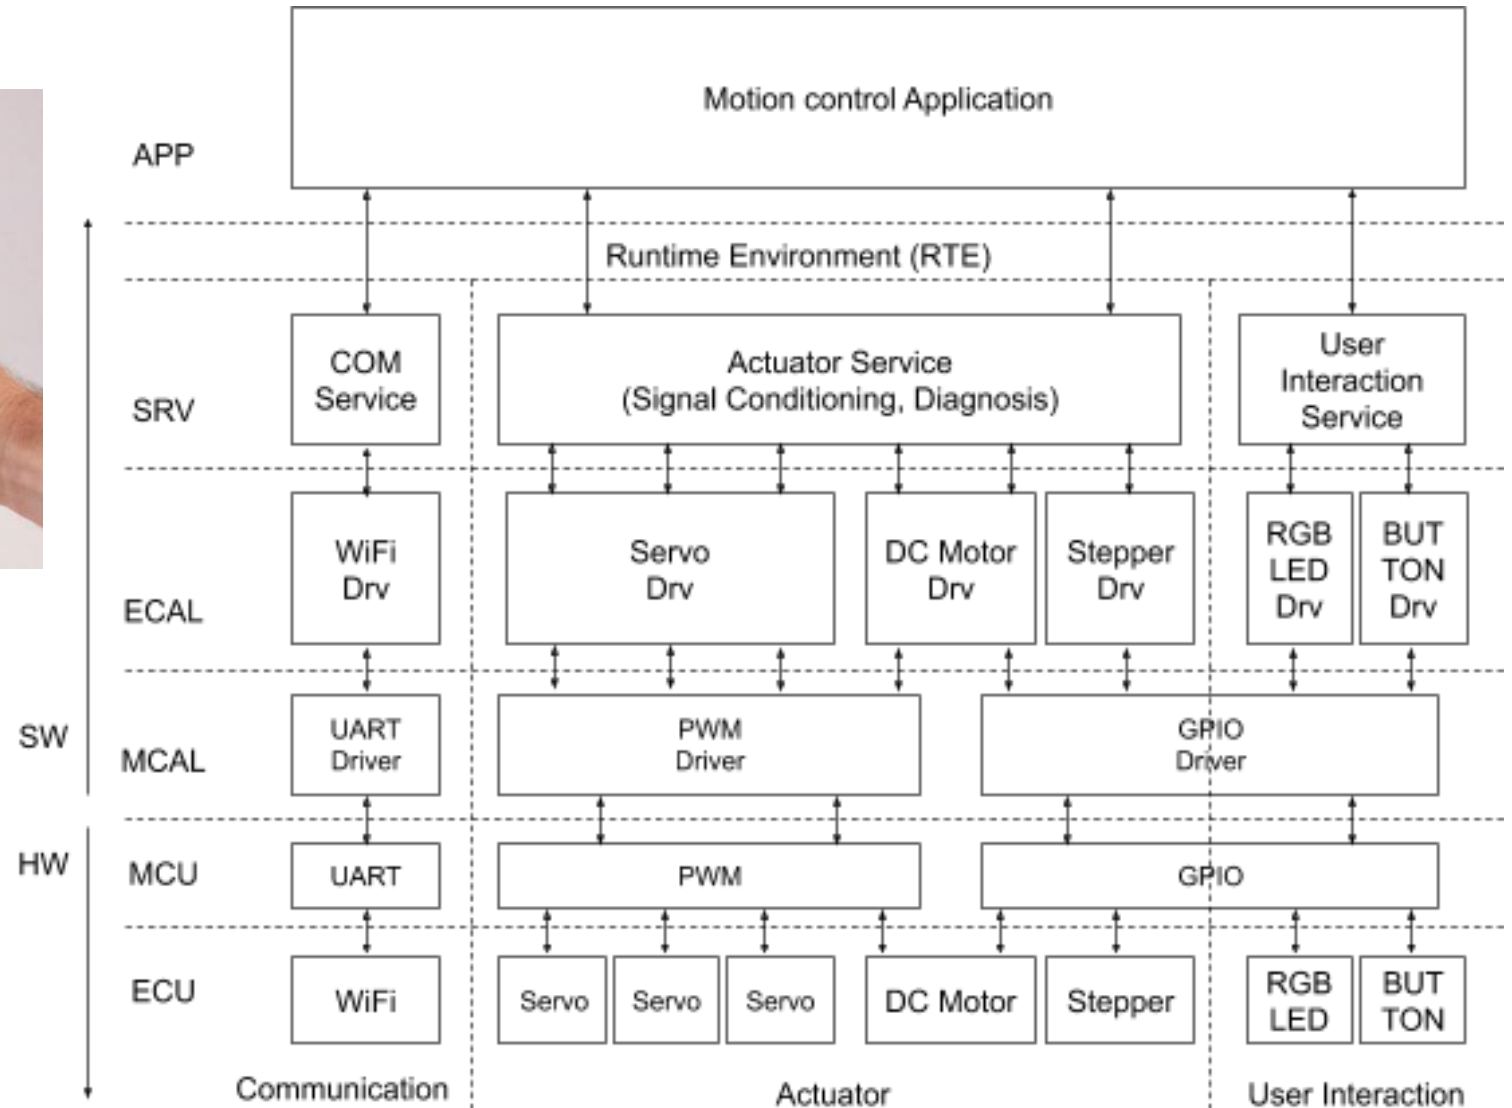 Motion control Application
APP
Runtime Environment (RTE)
COM
Service
Actuator Service
(Signal Conditioning, Diagnosis)
User
Interaction
Service
SRV
WiFi
Drv
Servo
Drv
DC Motor
Drv
Stepper
Drv
RGB
LED
Drv
BUT
TON
Drv
ECAL
SW
MCAL
UART
Driver
PWM
Driver
GPIO
Driver
HW
MCU
UART
PWM
GPIO
ECU
WiFi
Servo
Servo
Servo
DC Motor
Stepper
RGB
LED
BUT
TON
Communication
Actuator
User Interaction